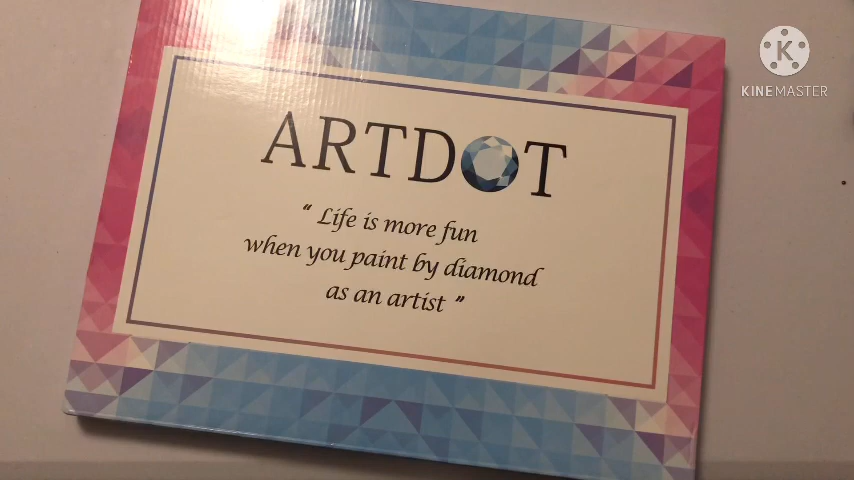 ARTDOT
“ Life is more fun
when you paint by diamond
as an artist ”
K
KINEMASTER